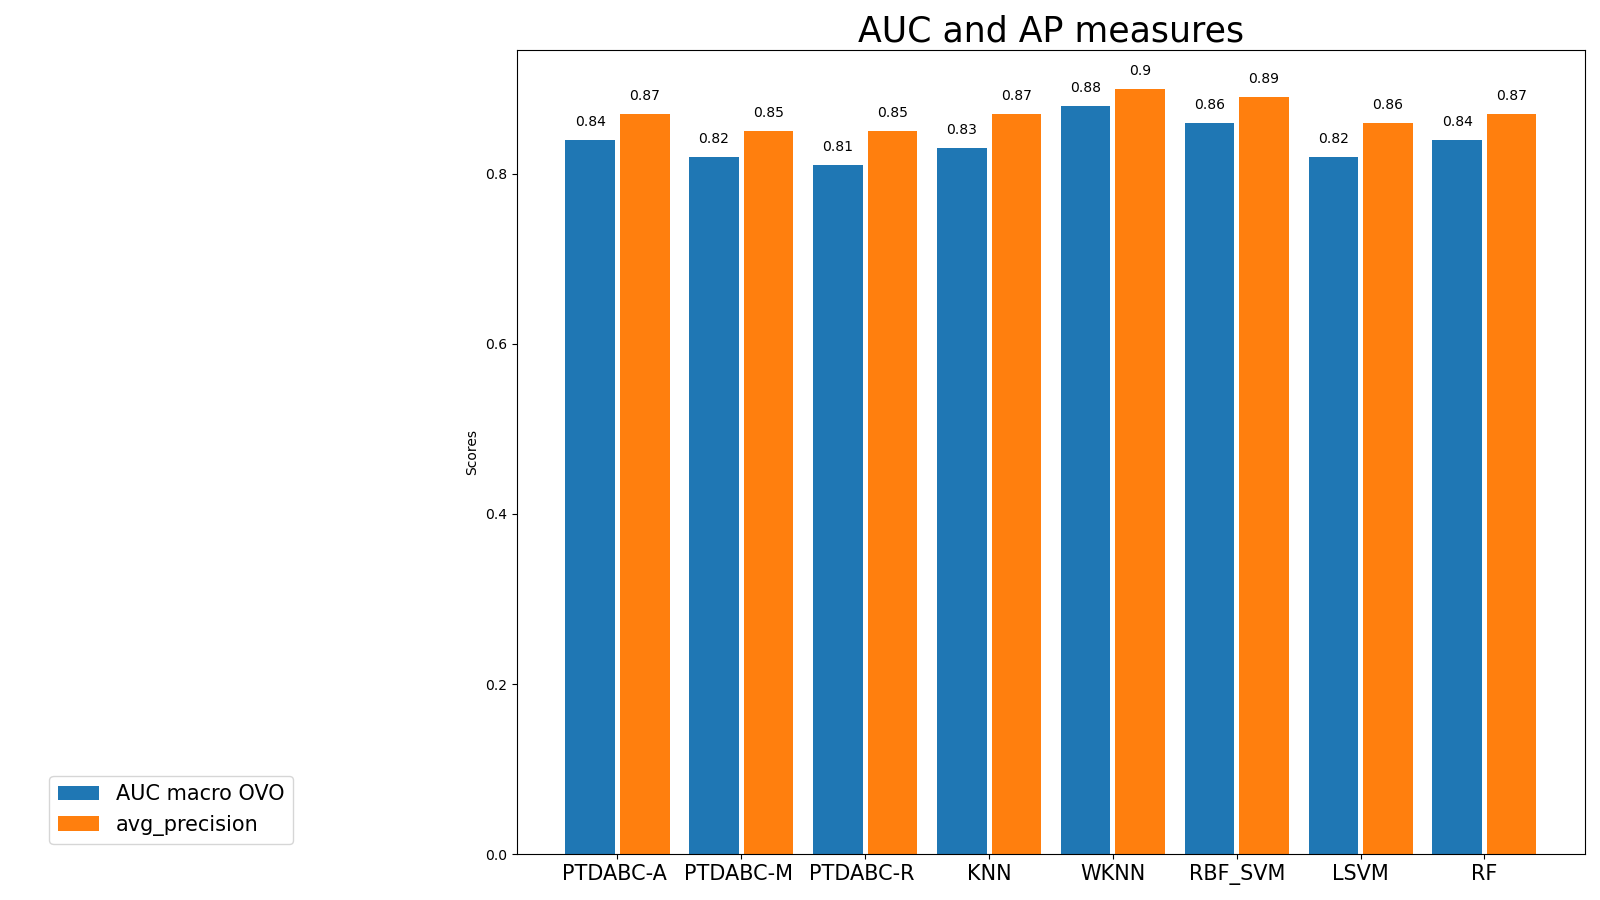 AUC and AP measures
0.84 0.87 0.82 0.85 0.81 0.85 0.83 0.87 0.88 0.9 0.86 0.89 0.82 0.86 0.84 0.87
Scores
0.8
0.6
0.4
0.2
0.0
PTDABC-A PTDABC-M PTDABC-R KNN WKNN RBF_SVM LSVM RF
AUC macro OVO
avg_precision